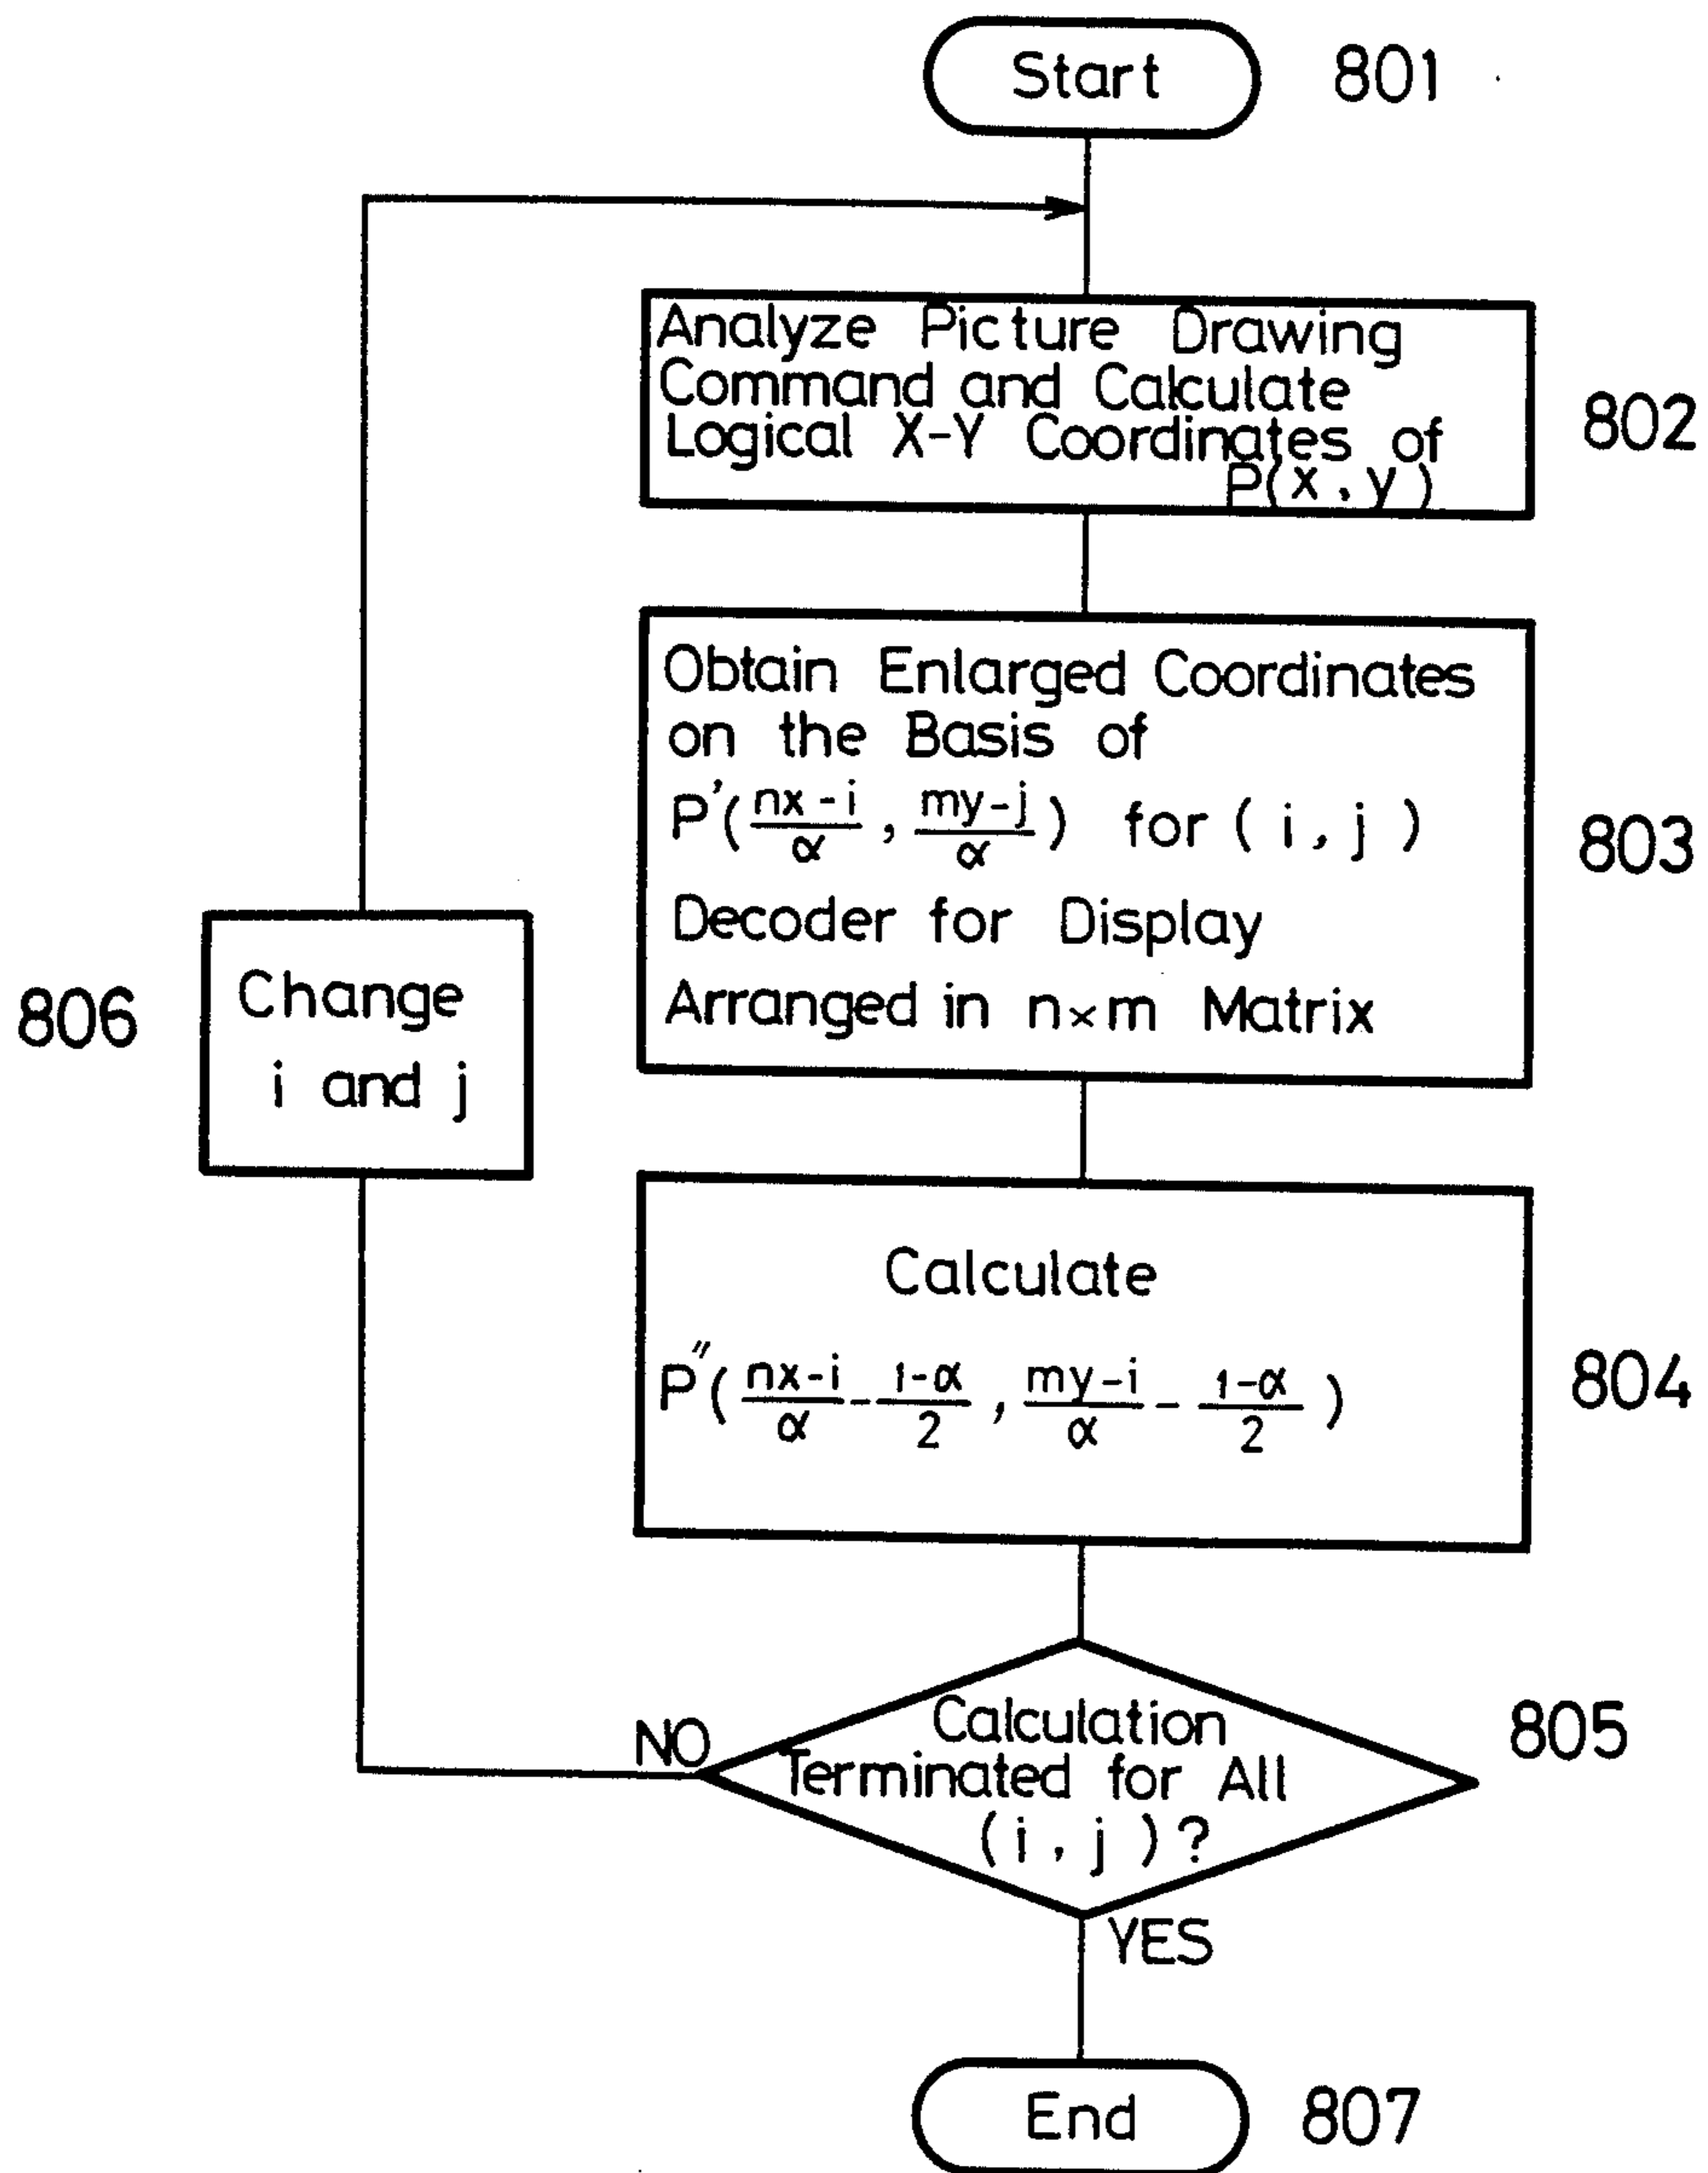 Start 801
Analyze Picture Drawing
Command and Calculate
Logical X-Y Coordinates of
P(x, y)
802
Obtain Enlarged Coordinates
on the Basis of
P'(nx-i/α, my-j/α) for (i, j)
Decoder for Display
Arranged in n×m Matrix
803
806
Change
i and j
Calculate
P"(nx-i/α - 1-α/2, my-i/α - 1-α/2)
804
NO
Calculation
Terminated for All
(i, j)?
805
YES
End 807